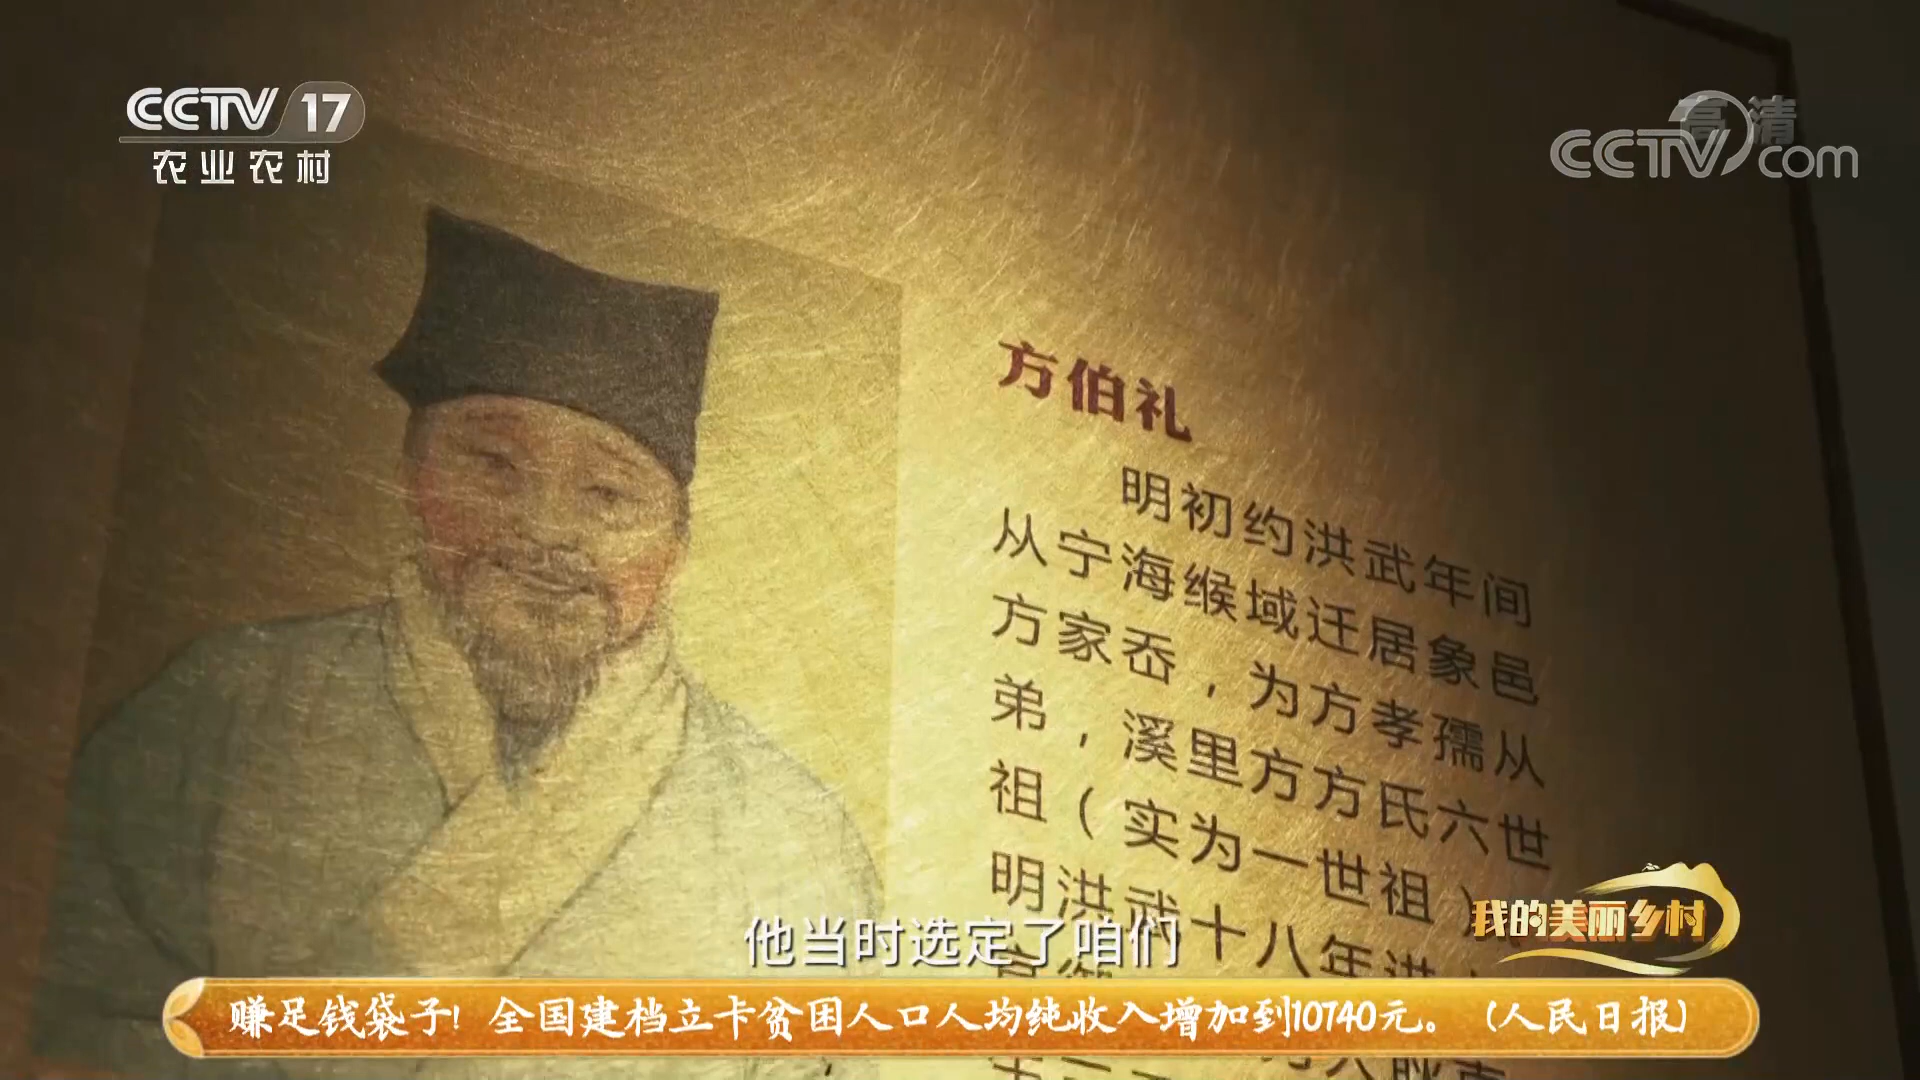 CCTV 17
农业农村
高清
CCTV com
方伯礼
明初约洪武年间
从宁海缑域迁居象邑
方家岙，为方孝孺从
弟，溪里方方氏六世
祖（实为一世祖）
明洪武十八年洪
我的美丽乡村
他当时选定了咱们
赚足钱袋子！全国建档立卡贫困人口人均纯收入增加到10740元。（人民日报）